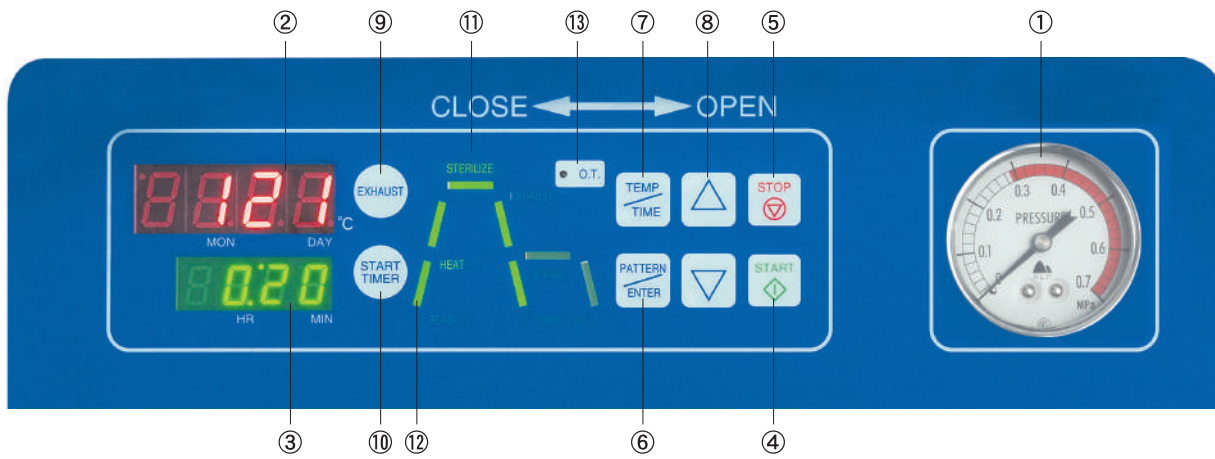 ② ⑨ ⑪ ⑬ ⑦ ⑧ ⑤ ①
CLOSE OPEN
STERILIZE
O.T.
EXHAUST
EXHAUST
TEMP
TIME
STOP
121 °C
MON DAY
START
TIMER
HEAT
PATTERN
ENTER
START
0:20
HR MIN
0 0.1 0.2 0.3 0.4 0.5 0.6 0.7
PRESSURE
ALP
MPa
③ ⑩ ⑫ ⑥ ④